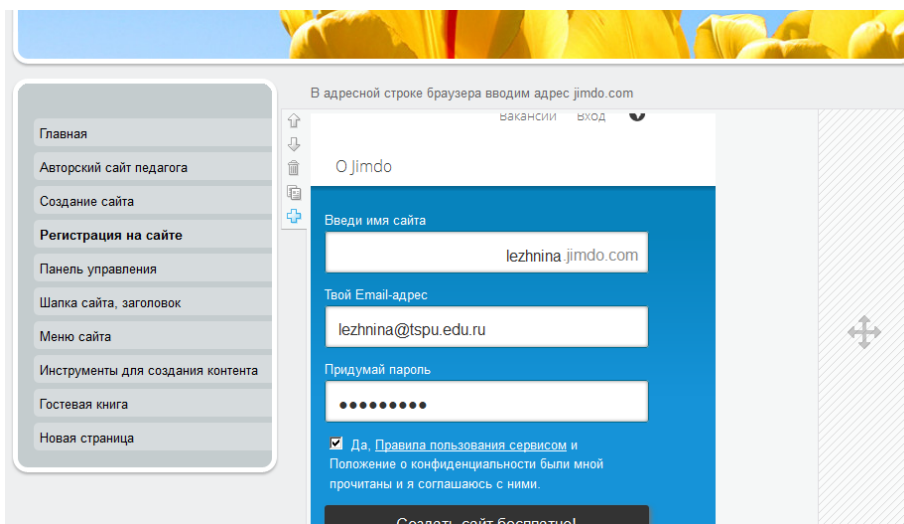 В адресной строке браузера вводим адрес jimdo.com
Главная
Авторский сайт педагога
Создание сайта
Регистрация на сайте
Панель управления
Шапка сайта, заголовок
Меню сайта
Инструменты для создания контента
Гостевая книга
Новая страница
Вакансии Вход
О Jimdo
Введи имя сайта
lezhnina.jimdo.com
Твой Email-адрес
lezhnina@tspu.edu.ru
Придумай пароль
Да, Правила пользования сервисом и
Положение о конфиденциальности были мной
прочитаны и я соглашаюсь с ними.
Создать сайт бесплатно!